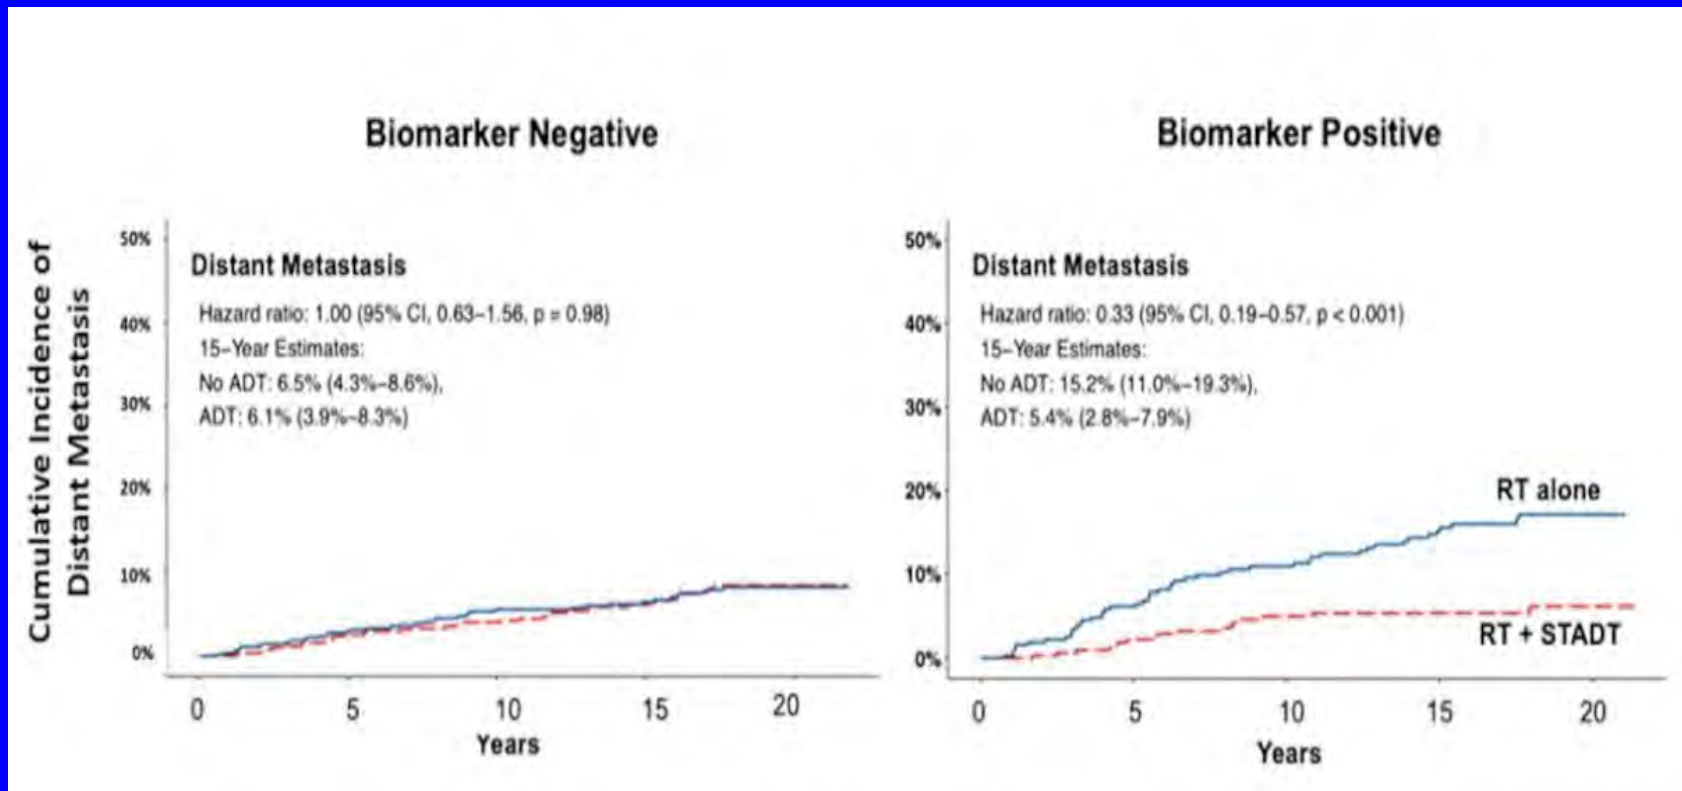 Biomarker Negative
Cumulative Incidence of
Distant Metastasis
50%
40%
30%
20%
10%
0%
Distant Metastasis
Hazard ratio: 1.00 (95% CI, 0.63–1.56, p = 0.98)
15–Year Estimates:
No ADT: 6.5% (4.3%–8.6%),
ADT: 6.1% (3.9%–8.3%)
0 5 10 15 20
Years
Biomarker Positive
50%
40%
30%
20%
10%
0%
Distant Metastasis
Hazard ratio: 0.33 (95% CI, 0.19–0.57, p < 0.001)
15–Year Estimates:
No ADT: 15.2% (11.0%–19.3%),
ADT: 5.4% (2.8%–7.9%)
RT alone
RT + STADT
0 5 10 15 20
Years